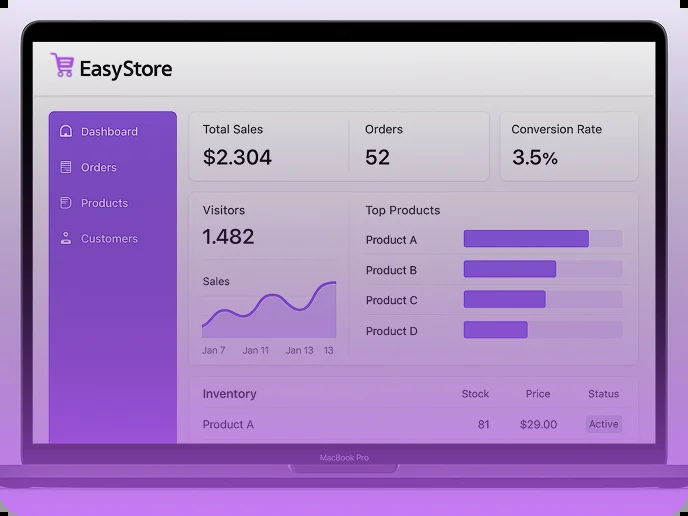 EasyStore
Dashboard
Orders
Products
Customers
Total Sales
$2.304
Orders
52
Conversion Rate
3.5%
Visitors
1.482
Sales
Jan 7 Jan 11 Jan 13 13
Top Products
Product A
Product B
Product C
Product D
Inventory Stock Price Status
Product A 81 $29.00 Active
MacBook Pro